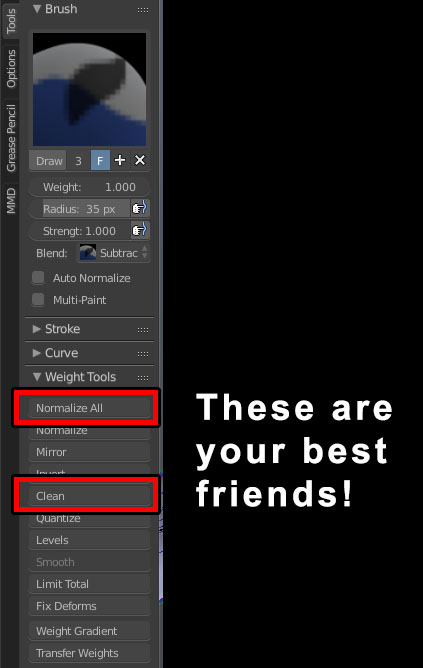 Tools
Options
Grease Pencil
MMD
Brush
Draw 3 F
Weight: 1.000
Radius: 35 px
Strengt: 1.000
Blend: Subtrac
Auto Normalize
Multi-Paint
Stroke
Curve
Weight Tools
Normalize All
Normalize
Mirror
Invert
Clean
Quantize
Levels
Smooth
Limit Total
Fix Deforms
Weight Gradient
Transfer Weights
These are
your best
friends!